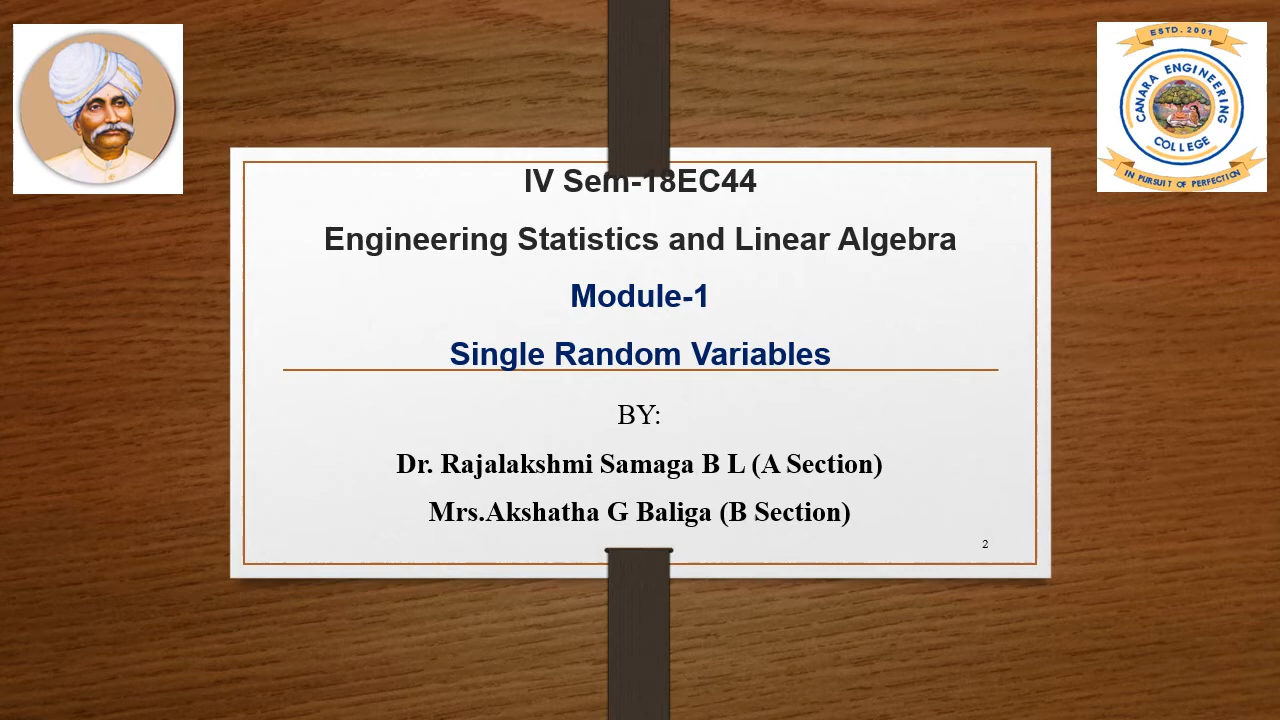 ESTD. 2001
CANARA ENGINEERING
COLLEGE
IN PURSUIT OF PERFECTION
IV Sem-18EC44
Engineering Statistics and Linear Algebra
Module-1
Single Random Variables
BY:
Dr. Rajalakshmi Samaga B L (A Section)
Mrs.Akshatha G Baliga (B Section)
2